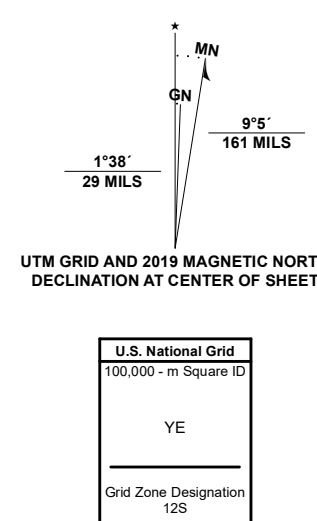 ★
MN
GN
9°5´
161 MILS
1°38´
29 MILS
UTM GRID AND 2019 MAGNETIC NORT
DECLINATION AT CENTER OF SHEET
U.S. National Grid
100,000 - m Square ID
YE
Grid Zone Designation
12S